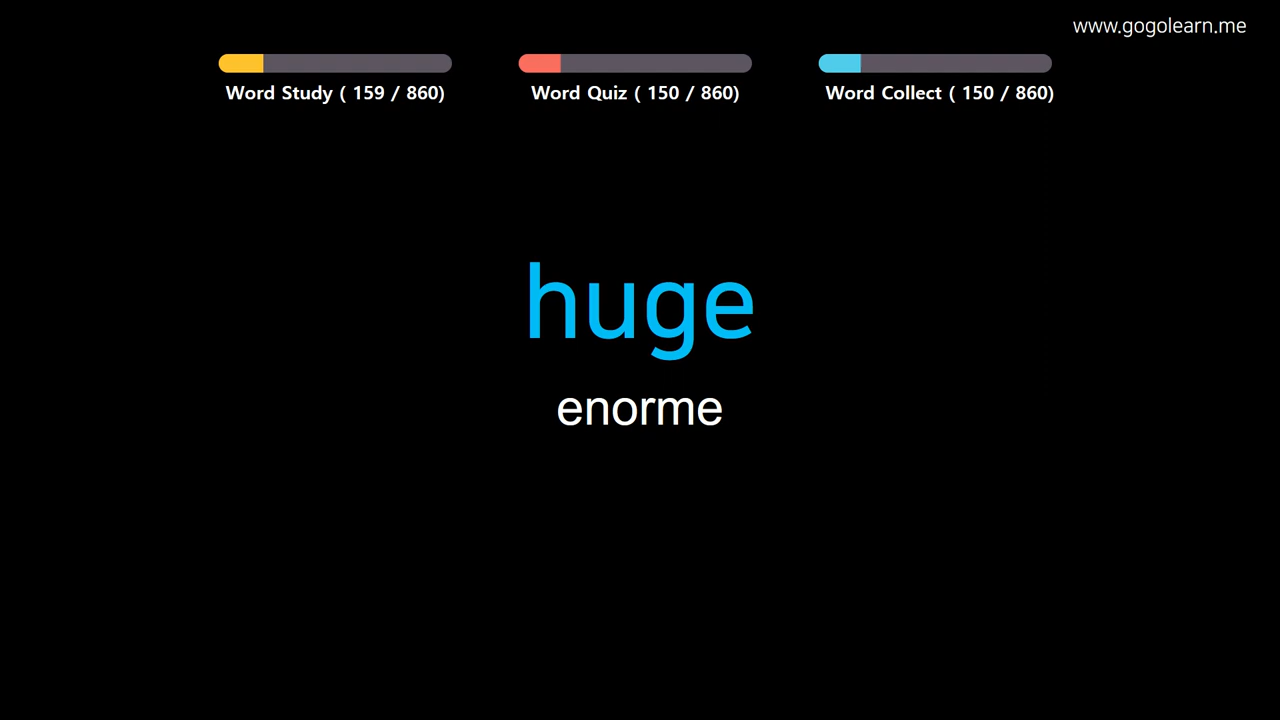 www.gogolearn.me
Word Study ( 159 / 860)
Word Quiz ( 150 / 860)
Word Collect ( 150 / 860)
huge
enorme